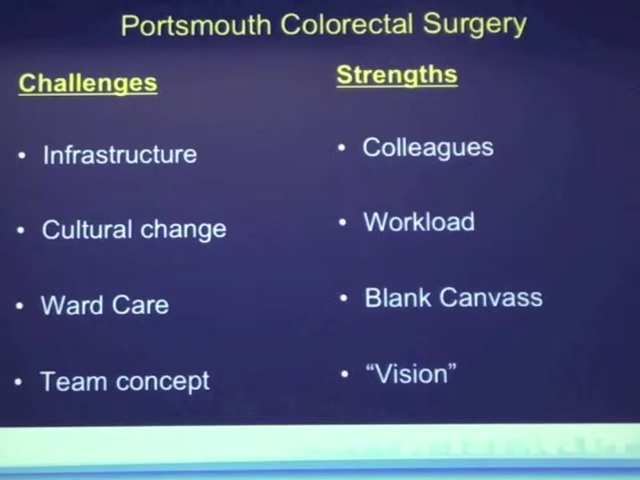 Portsmouth Colorectal Surgery
Challenges
• Infrastructure
• Cultural change
• Ward Care
• Team concept
Strengths
• Colleagues
• Workload
• Blank Canvass
• “Vision”